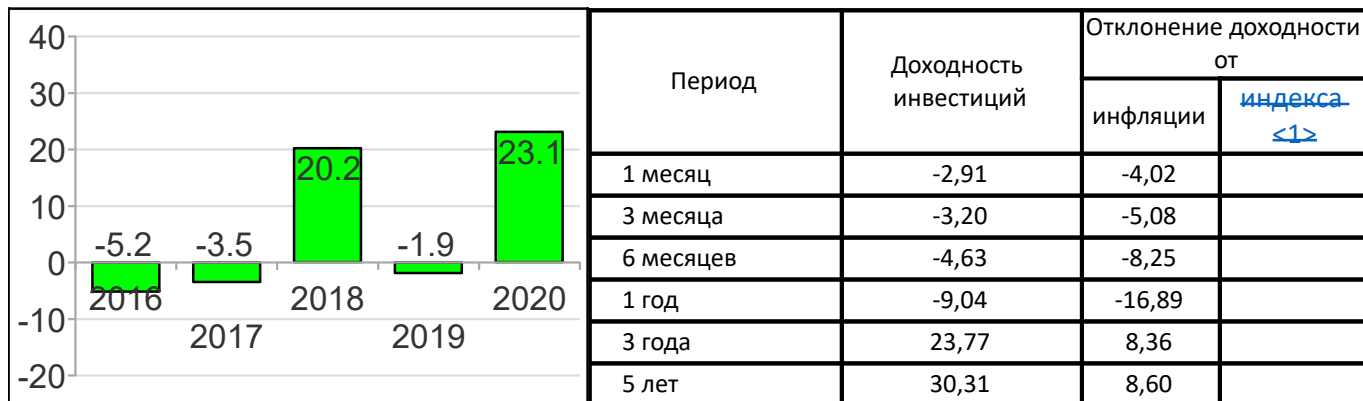 40
30
20
10
0
-10
-20
-5.2
-3.5
20.2
-1.9
23.1
2016
2017
2018
2019
2020
Период
Доходность
инвестиций
Отклонение доходности
от
инфляции
индекса
<1>
1 месяц -2,91 -4,02
3 месяца -3,20 -5,08
6 месяцев -4,63 -8,25
1 год -9,04 -16,89
3 года 23,77 8,36
5 лет 30,31 8,60